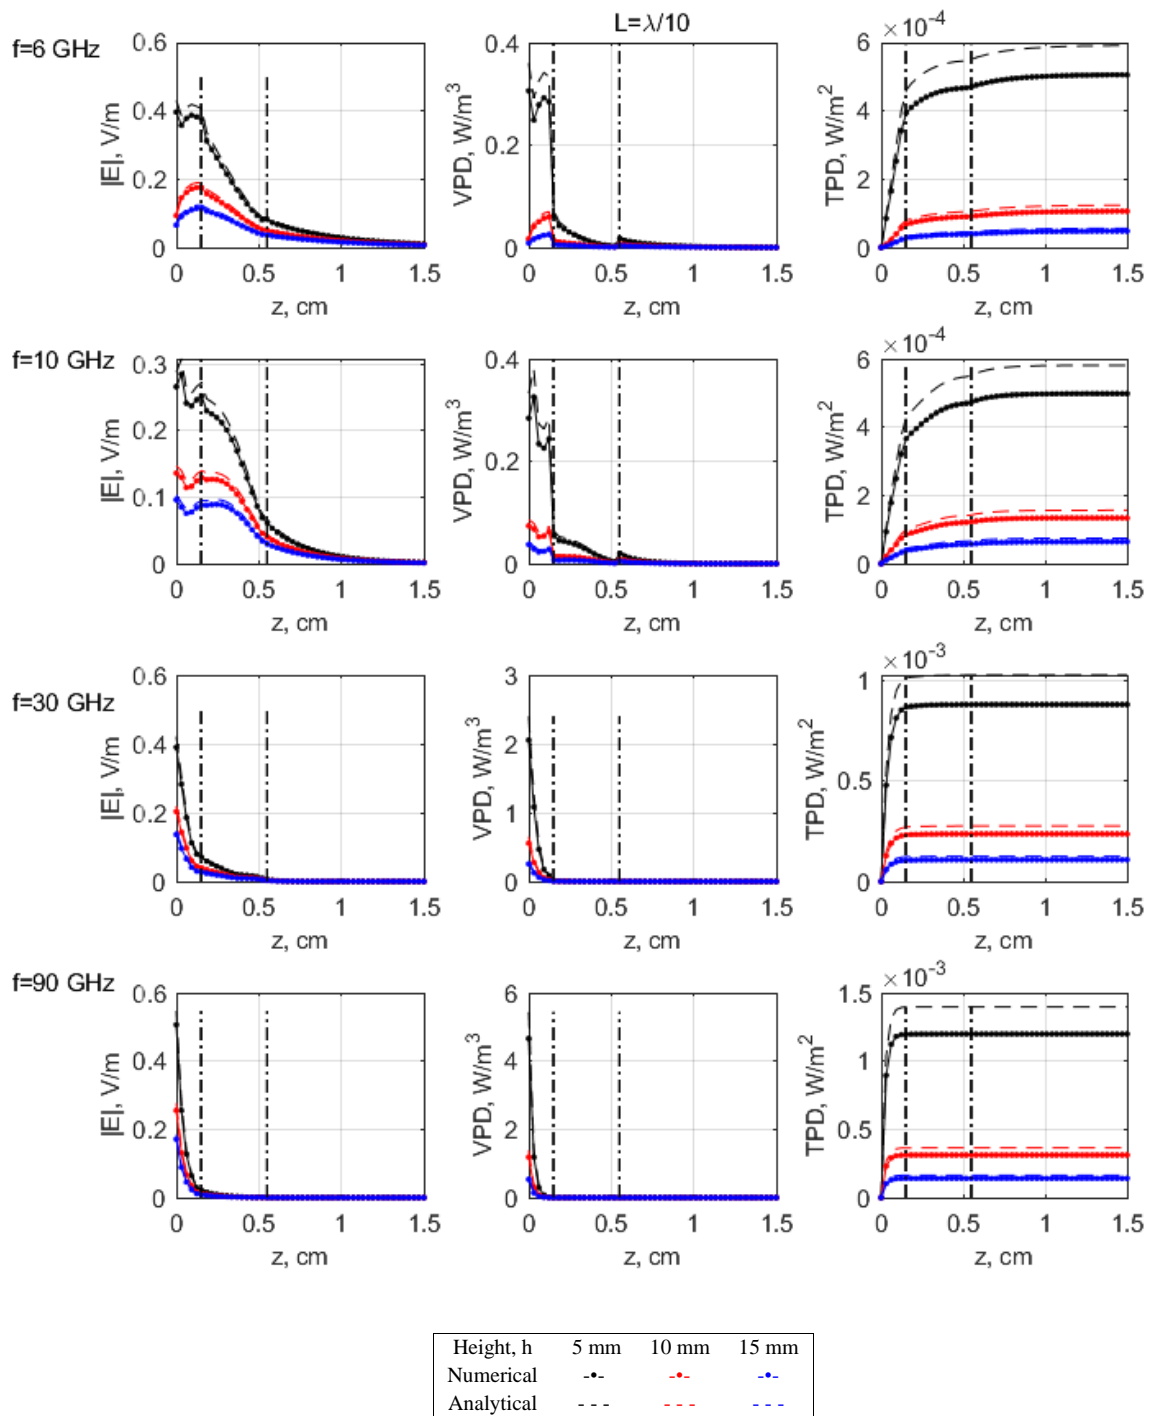 L=λ/10
f=6 GHz
|E|, V/m
0.6
0.4
0.2
0
0 0.5 1 1.5
z, cm
VPD, W/m³
0.4
0.2
0
0 0.5 1 1.5
z, cm
×10⁻⁴
TPD, W/m²
6
4
2
0
0 0.5 1 1.5
z, cm
f=10 GHz
|E|, V/m
0.3
0.2
0.1
0
0 0.5 1 1.5
z, cm
VPD, W/m³
0.4
0.2
0
0 0.5 1 1.5
z, cm
×10⁻⁴
TPD, W/m²
6
4
2
0
0 0.5 1 1.5
z, cm
f=30 GHz
|E|, V/m
0.6
0.4
0.2
0
0 0.5 1 1.5
z, cm
VPD, W/m³
3
2
1
0
0 0.5 1 1.5
z, cm
×10⁻³
TPD, W/m²
1
0.5
0
0 0.5 1 1.5
z, cm
f=90 GHz
|E|, V/m
0.6
0.4
0.2
0
0 0.5 1 1.5
z, cm
VPD, W/m³
6
4
2
0
0 0.5 1 1.5
z, cm
×10⁻³
TPD, W/m²
1.5
1
0.5
0
0 0.5 1 1.5
z, cm
Height, h 5 mm 10 mm 15 mm
Numerical
Analytical